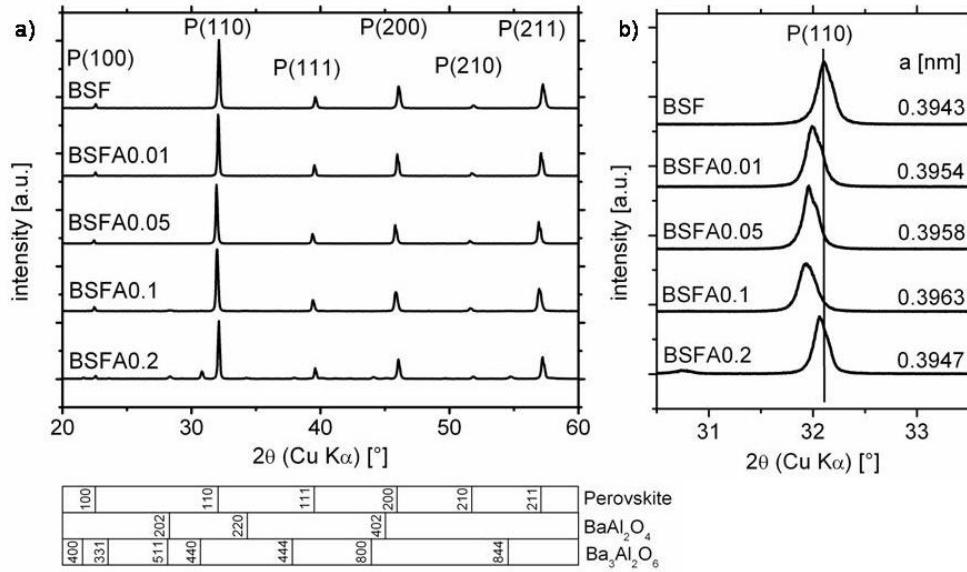 a)
P(110)
P(200)
P(211)
P(100)
P(111)
P(210)
BSF
BSFA0.01
BSFA0.05
BSFA0.1
BSFA0.2
intensity [a.u.]
20 30 40 50 60
2θ (Cu Kα) [°]
b)
P(110)
a [nm]
BSF 0.3943
BSFA0.01 0.3954
BSFA0.05 0.3958
BSFA0.1 0.3963
BSFA0.2 0.3947
intensity [a.u.]
31 32 33
2θ (Cu Kα) [°]
100 110 111 200 210 211 Perovskite
202 220 402 BaAl₂O₄
400 331 511 440 444 800 844 Ba₃Al₂O₆